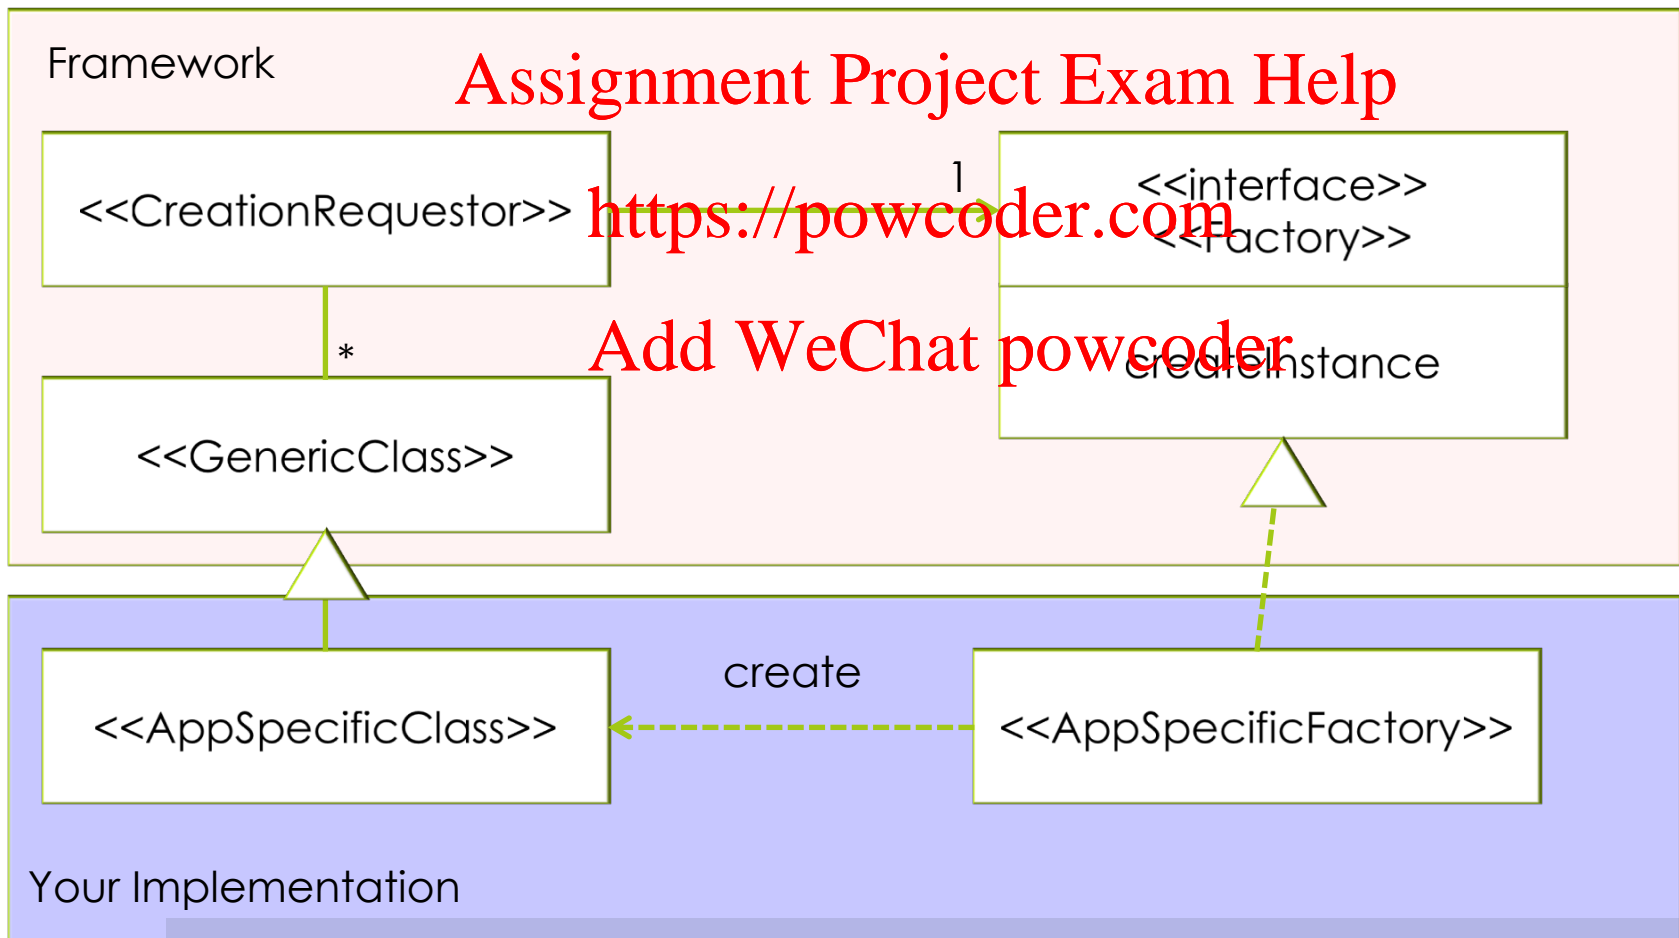 Framework
Assignment Project Exam Help
<<CreationRequestor>>
1
https://powcoder.com
<<interface>>
<<Factory>>
*
Add WeChat powcoder
createInstance
<<GenericClass>>
create
<<AppSpecificClass>>
<<AppSpecificFactory>>
Your Implementation